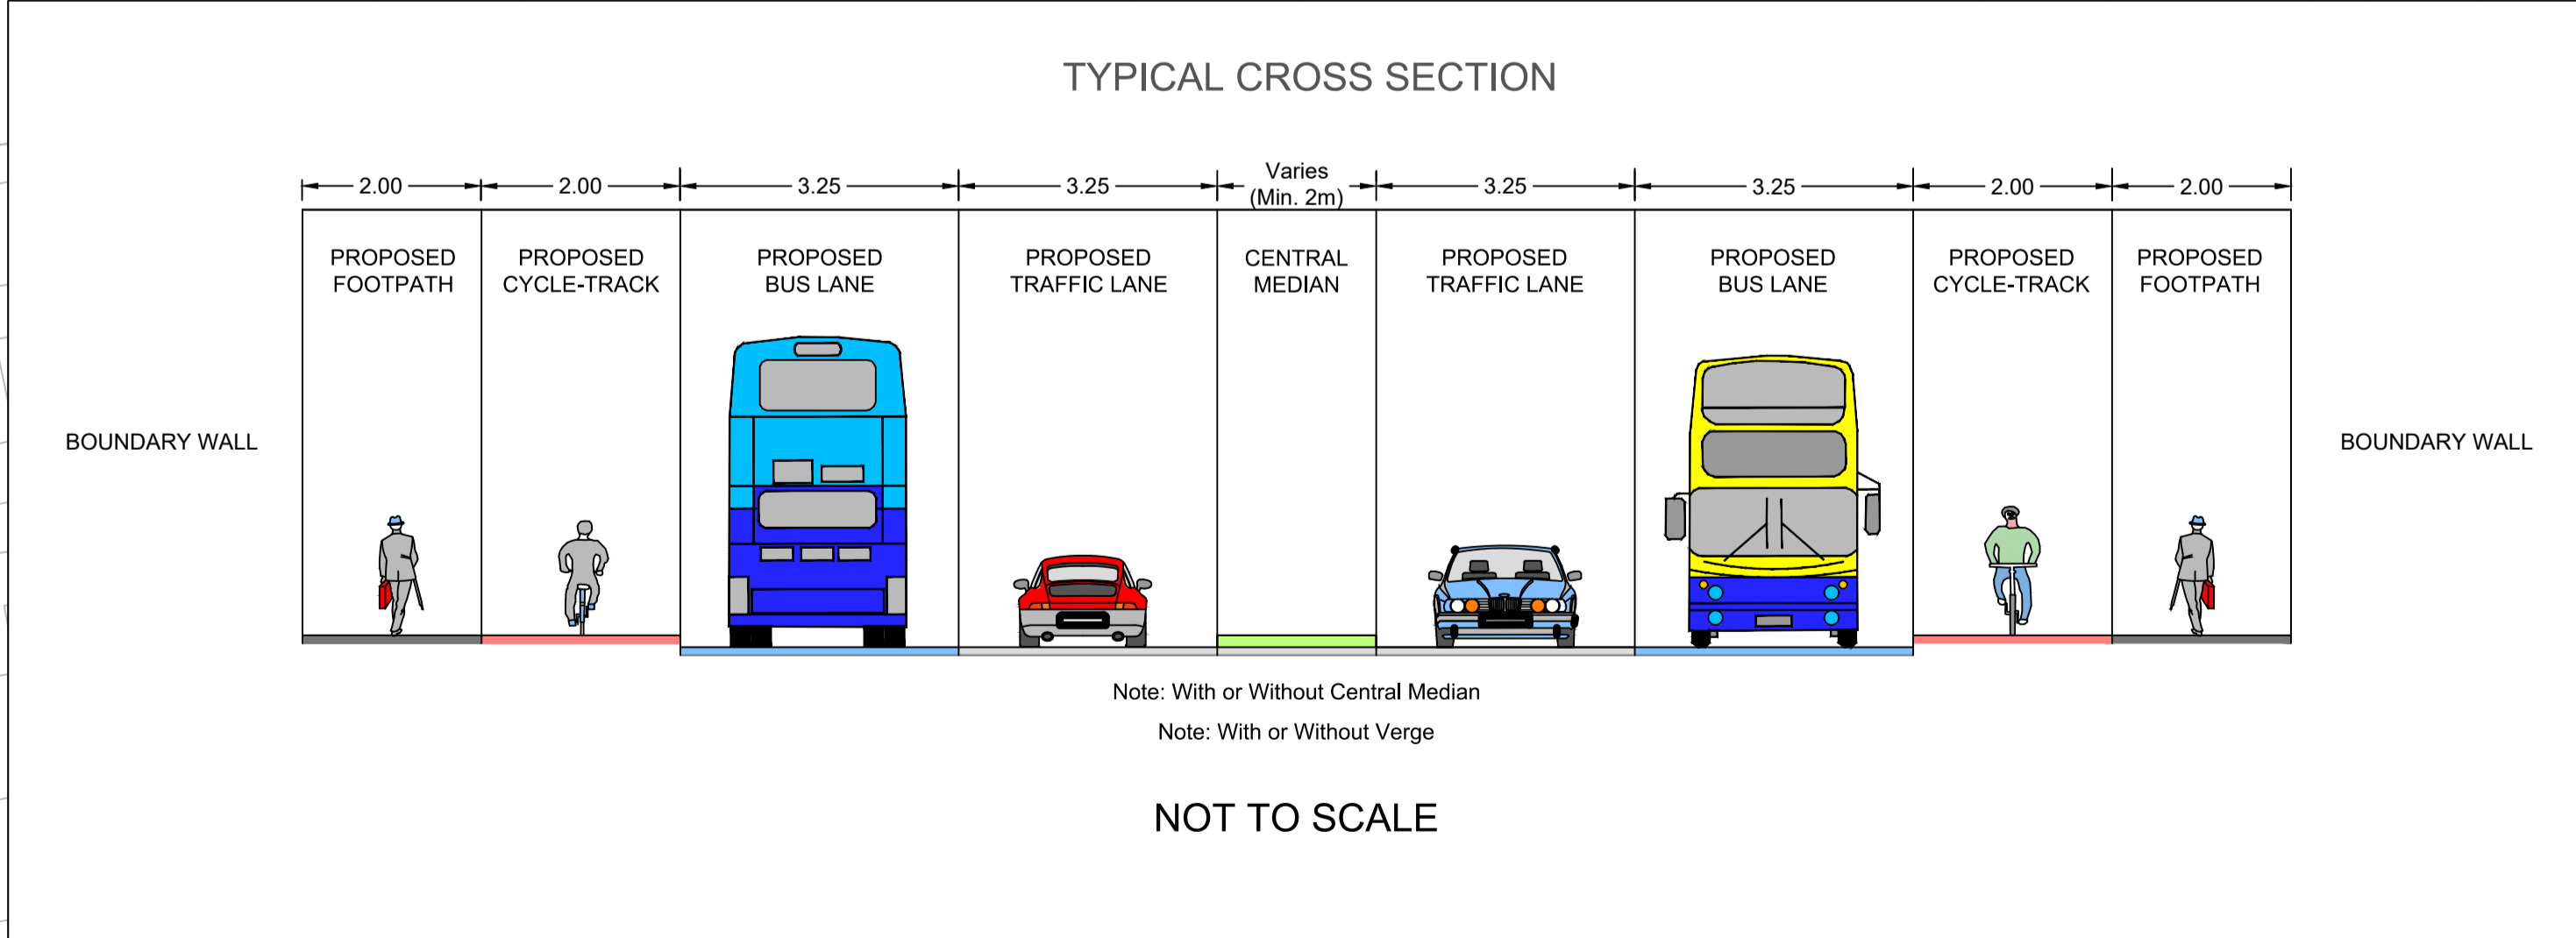 TYPICAL CROSS SECTION
2.00
2.00
3.25
3.25
Varies
(Min. 2m)
3.25
3.25
2.00
2.00
PROPOSED
FOOTPATH
PROPOSED
CYCLE-TRACK
PROPOSED
BUS LANE
PROPOSED
TRAFFIC LANE
CENTRAL
MEDIAN
PROPOSED
TRAFFIC LANE
PROPOSED
BUS LANE
PROPOSED
CYCLE-TRACK
PROPOSED
FOOTPATH
BOUNDARY WALL
BOUNDARY WALL
Note: With or Without Central Median
Note: With or Without Verge
NOT TO SCALE